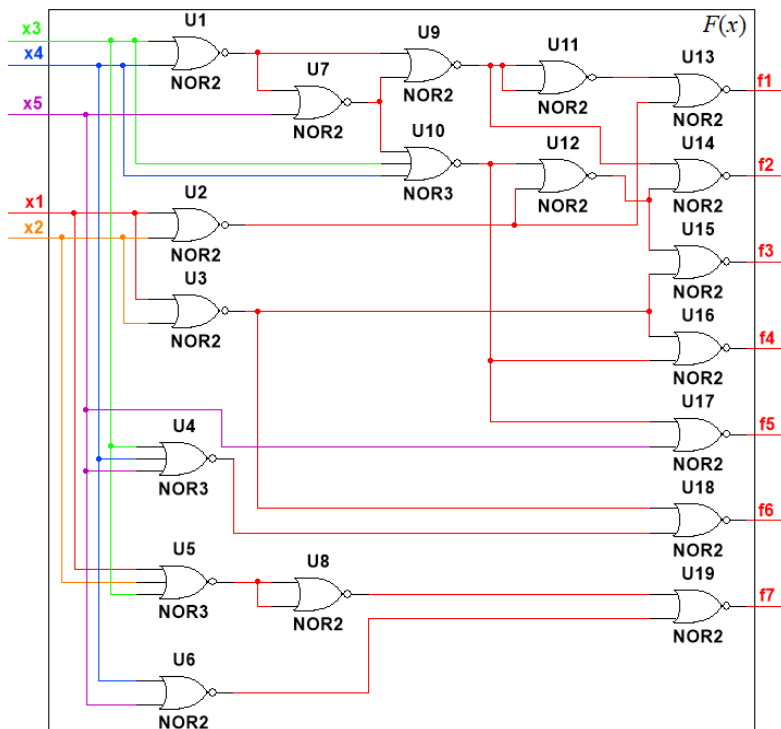 F(x)
x3
U1
x4
NOR2
U7
U9
U11
U13
f1
NOR2
NOR2
NOR2
x5
NOR2
U10
U12
U14
f2
NOR3
NOR2
NOR2
x1
U2
x2
NOR2
U15
f3
U3
NOR2
NOR2
U16
f4
NOR2
U17
f5
U4
NOR2
NOR3
U18
f6
NOR2
U5
U8
U19
f7
NOR3
NOR2
NOR2
U6
NOR2